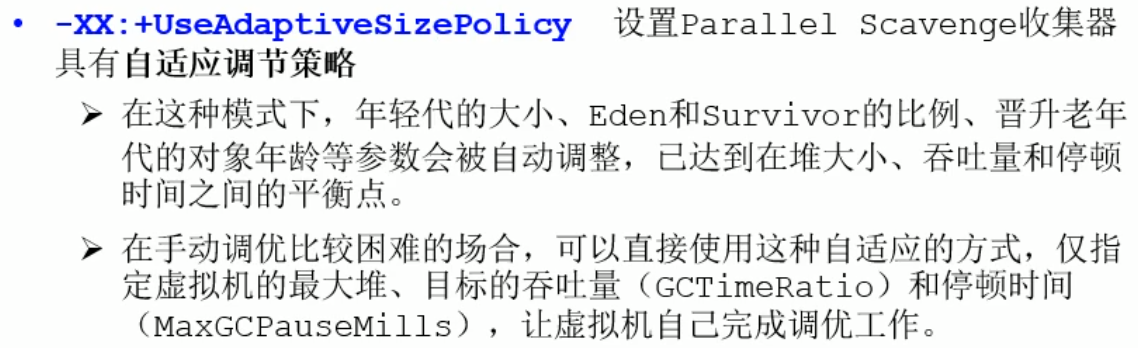 • -XX:+UseAdaptiveSizePolicy 设置Parallel Scavenge收集器
具有自适应调节策略
➢ 在这种模式下，年轻代的大小、Eden和Survivor的比例、晋升老年
代的对象年龄等参数会被自动调整，已达到在堆大小、吞吐量和停顿
时间之间的平衡点。
➢ 在手动调优比较困难的场合，可以直接使用这种自适应的方式，仅指
定虚拟机的最大堆、目标的吞吐量（GCTimeRatio）和停顿时间
（MaxGCPauseMills），让虚拟机自己完成调优工作。